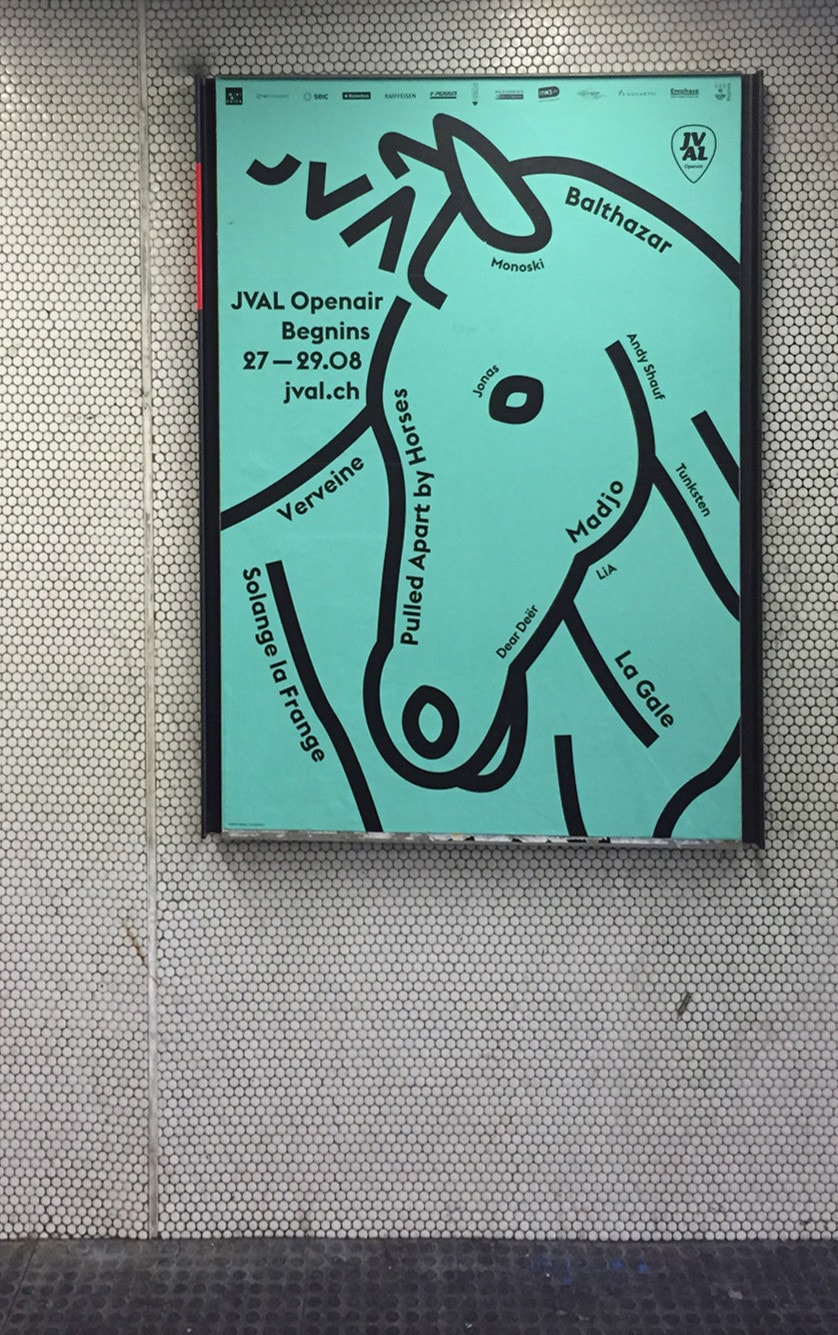 SEIC
RAIFFEISEN
JVAL
JV
AL
Openair
Balthazar
Monoski
JVAL Openair
Begnins
27 — 29.08
jval.ch
Jonas
Andy Shauf
Pulled Apart by Horses
Verveine
Tunksten
Madjo
LiA
Solange la Frange
Dear Deër
La Gale